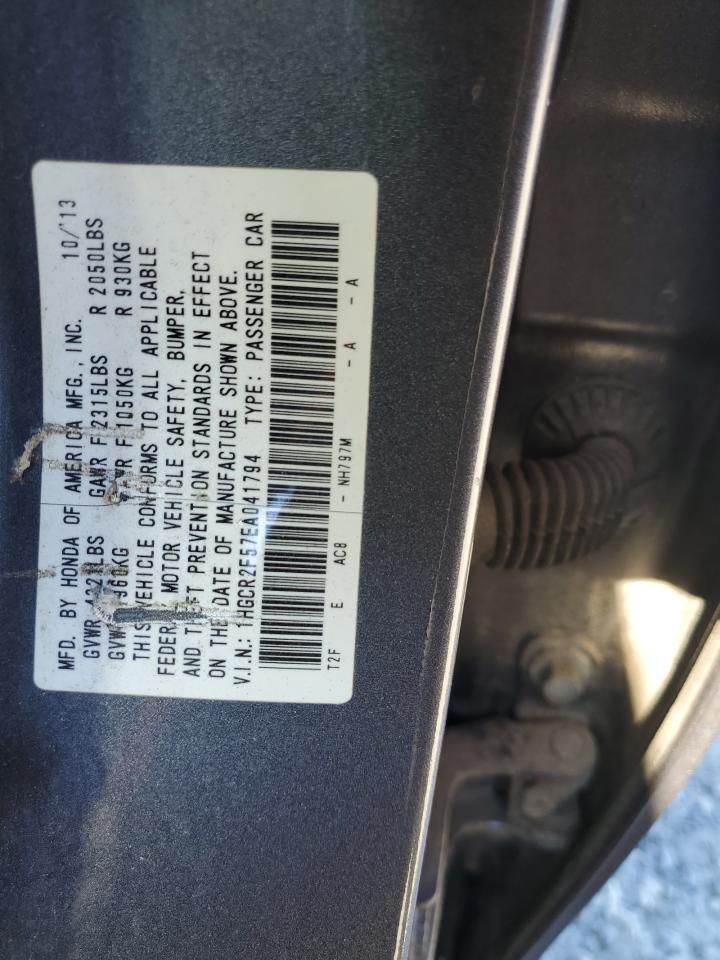 MFD. BY HONDA OF AMERICA MFG., INC. 10/'13
GAWR F 2315LBS R 2050LBS
F 1050KG R 930KG
THIS VEHICLE CONFORMS TO ALL APPLICABLE
FEDERAL MOTOR VEHICLE SAFETY, BUMPER,
AND THEFT PREVENTION STANDARDS IN EFFECT
ON THE DATE OF MANUFACTURE SHOWN ABOVE.
V.I.N.: 1HGCR2F57EA041794 TYPE: PASSENGER CAR
T2F E AC8 - NH797M - A - A